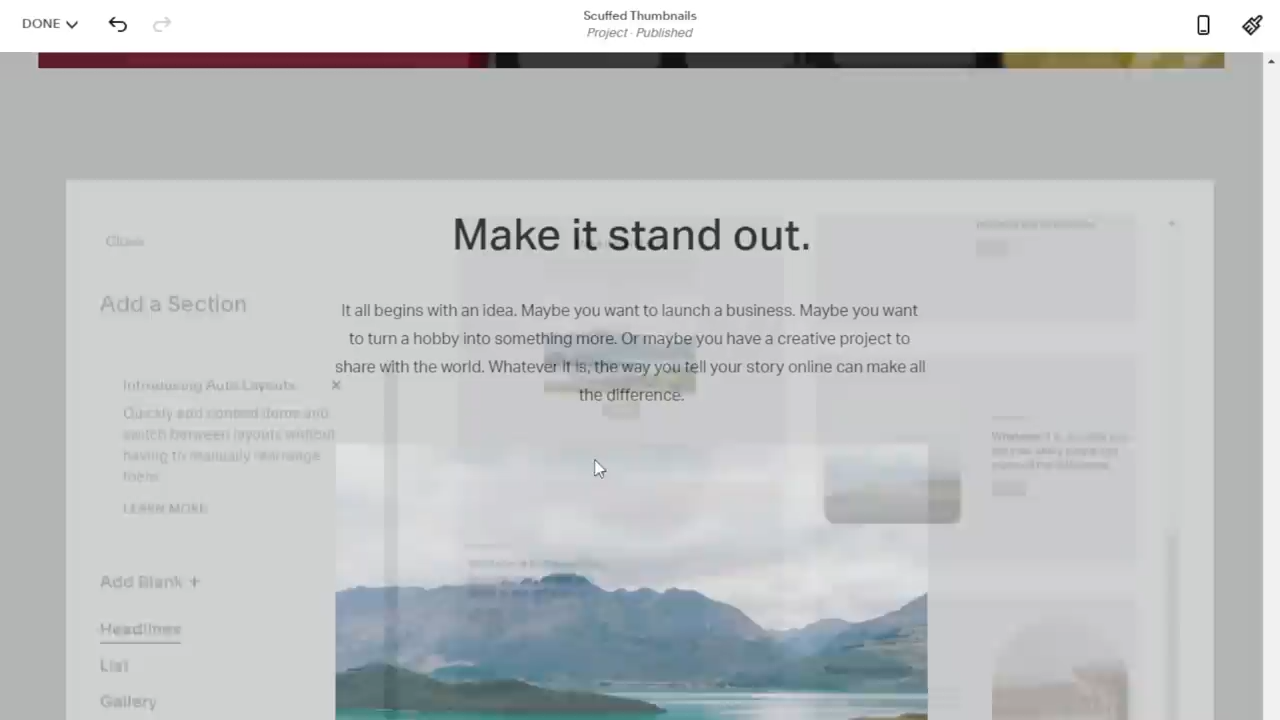 DONE
Scuffed Thumbnails
Project · Published
Make it stand out.
Close
Add a Section
It all begins with an idea. Maybe you want to launch a business. Maybe you want
to turn a hobby into something more. Or maybe you have a creative project to
share with the world. Whatever it is, the way you tell your story online can make all
the difference.
Introducing Auto Layouts
Quickly add content items and
switch between layouts without
having to manually rearrange
them.
LEARN MORE
Add Blank +
Headlines
List
Gallery